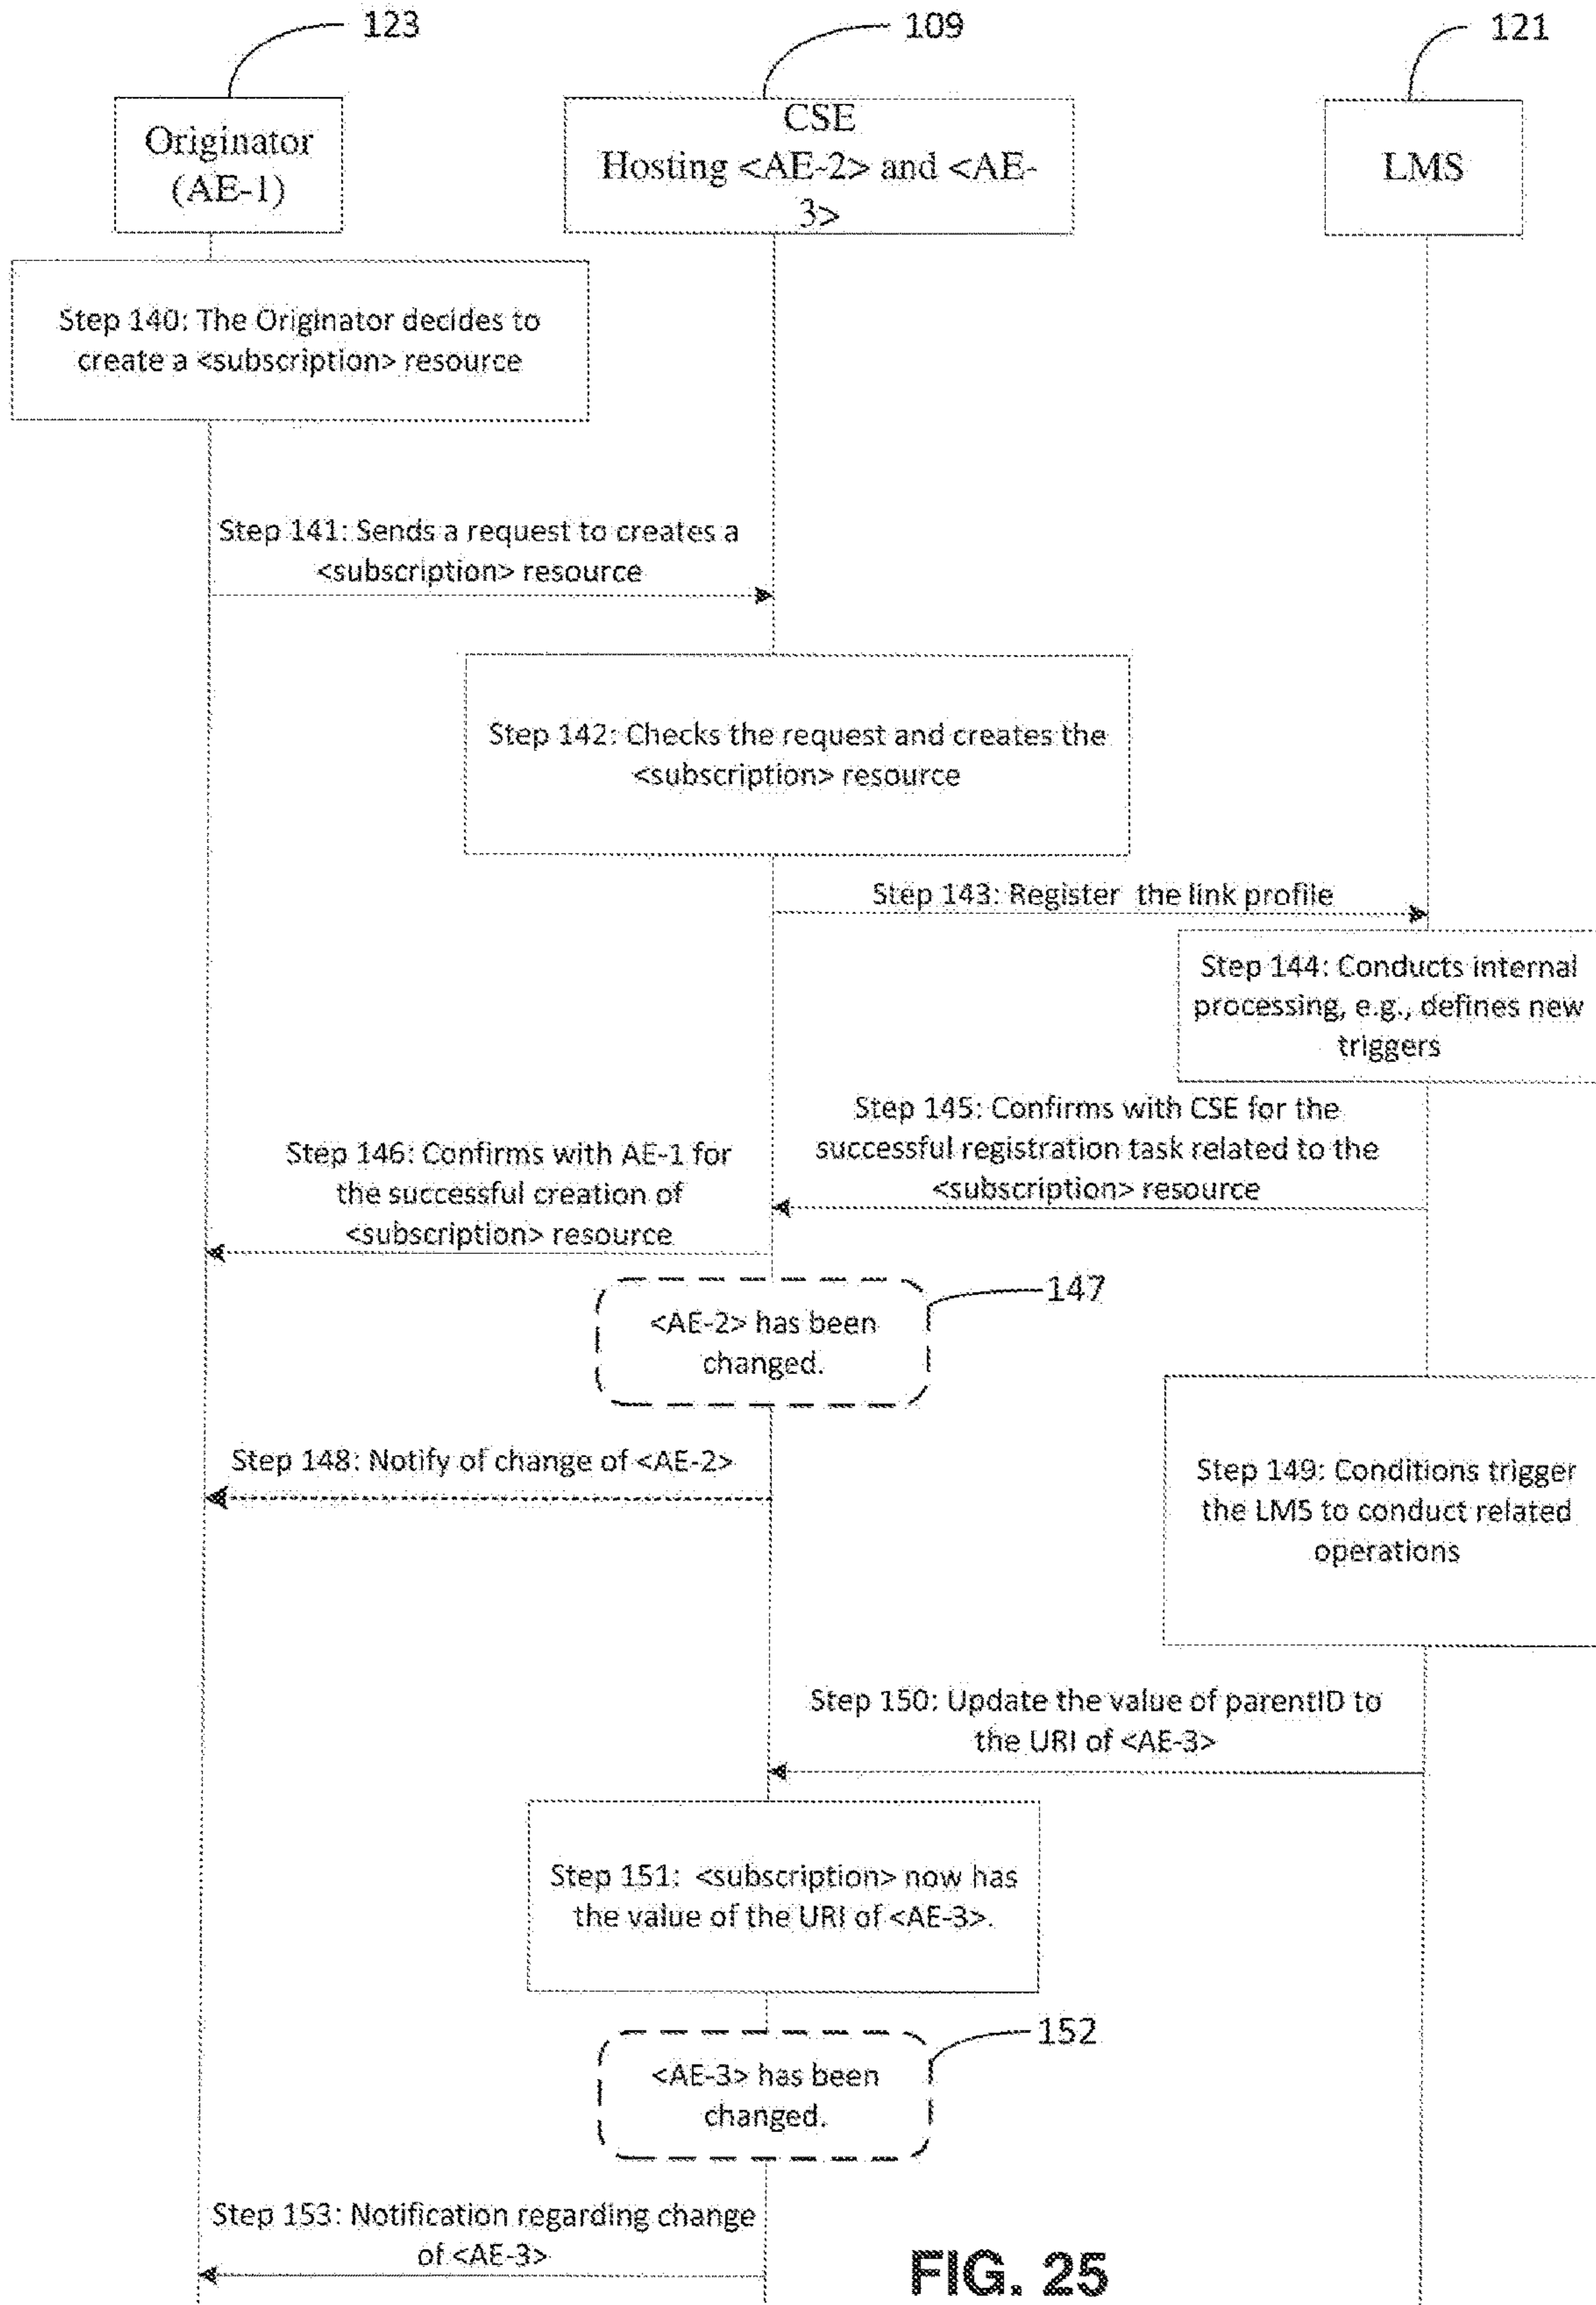 123
109
121
Originator
(AE-1)
CSE
Hosting <AE-2> and <AE-
3>
LMS
Step 140: The Originator decides to
create a <subscription> resource
Step 141: Sends a request to creates a
<subscription> resource
Step 142: Checks the request and creates the
<subscription> resource
Step 143: Register the link profile
Step 144: Conducts internal
processing, e.g., defines new
triggers
Step 145: Confirms with CSE for the
successful registration task related to the
<subscription> resource
Step 146: Confirms with AE-1 for
the successful creation of
<subscription> resource
147
<AE-2> has been
changed.
Step 148: Notify of change of <AE-2>
Step 149: Conditions trigger
the LMS to conduct related
operations
Step 150: Update the value of parentID to
the URI of <AE-3>
Step 151: <subscription> now has
the value of the URI of <AE-3>.
152
<AE-3> has been
changed.
Step 153: Notification regarding change
of <AE-3>
FIG. 25